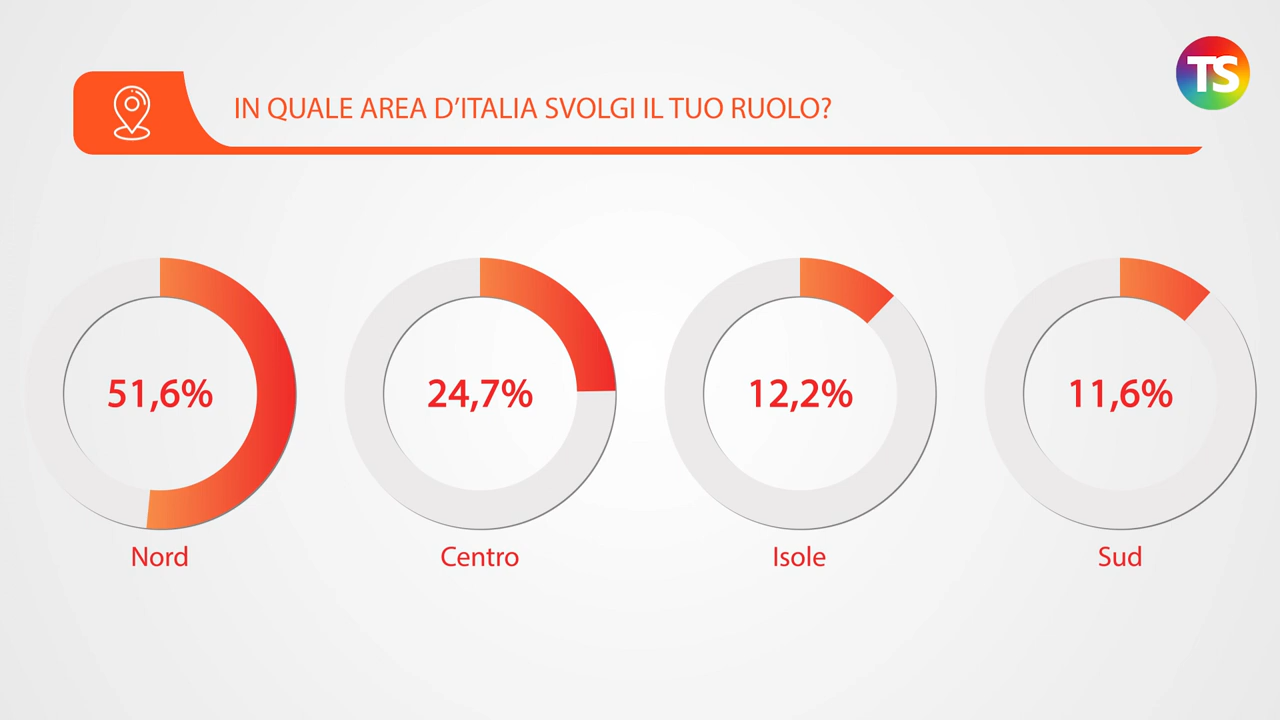 TS
IN QUALE AREA D’ITALIA SVOLGI IL TUO RUOLO?
51,6%
24,7%
12,2%
11,6%
Nord
Centro
Isole
Sud